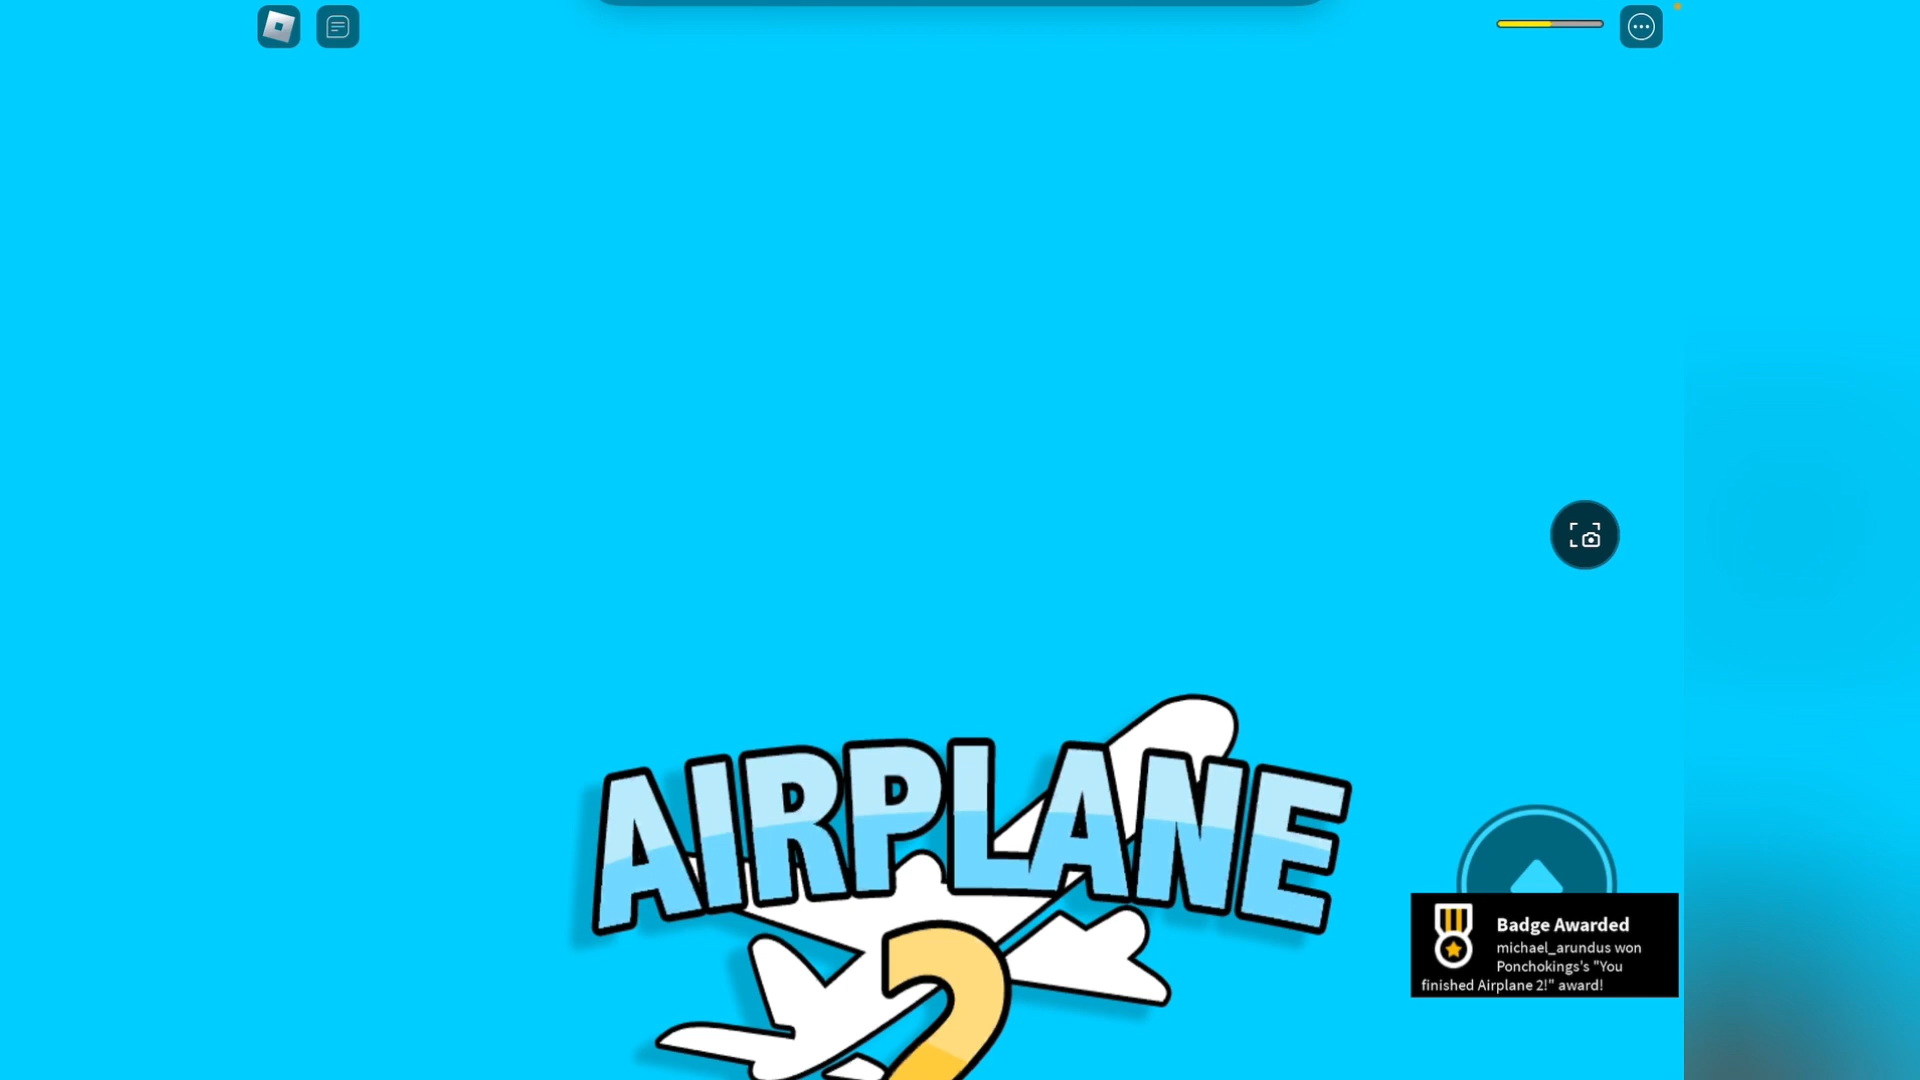 AIRPLANE
2
Badge Awarded
michael_arundus won
Ponchokings's "You
finished Airplane 2!" award!